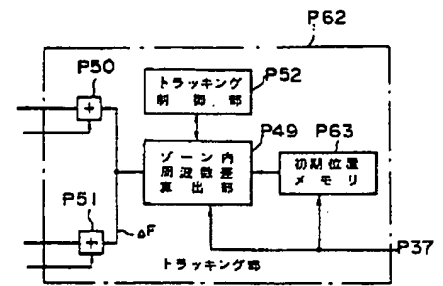 P62
P50
トラッキング
制御部
P52
P49
P63
ゾーン内
周波数差
算出部
初期位置
メモリ
P51
ΔF
P37
トラッキング部